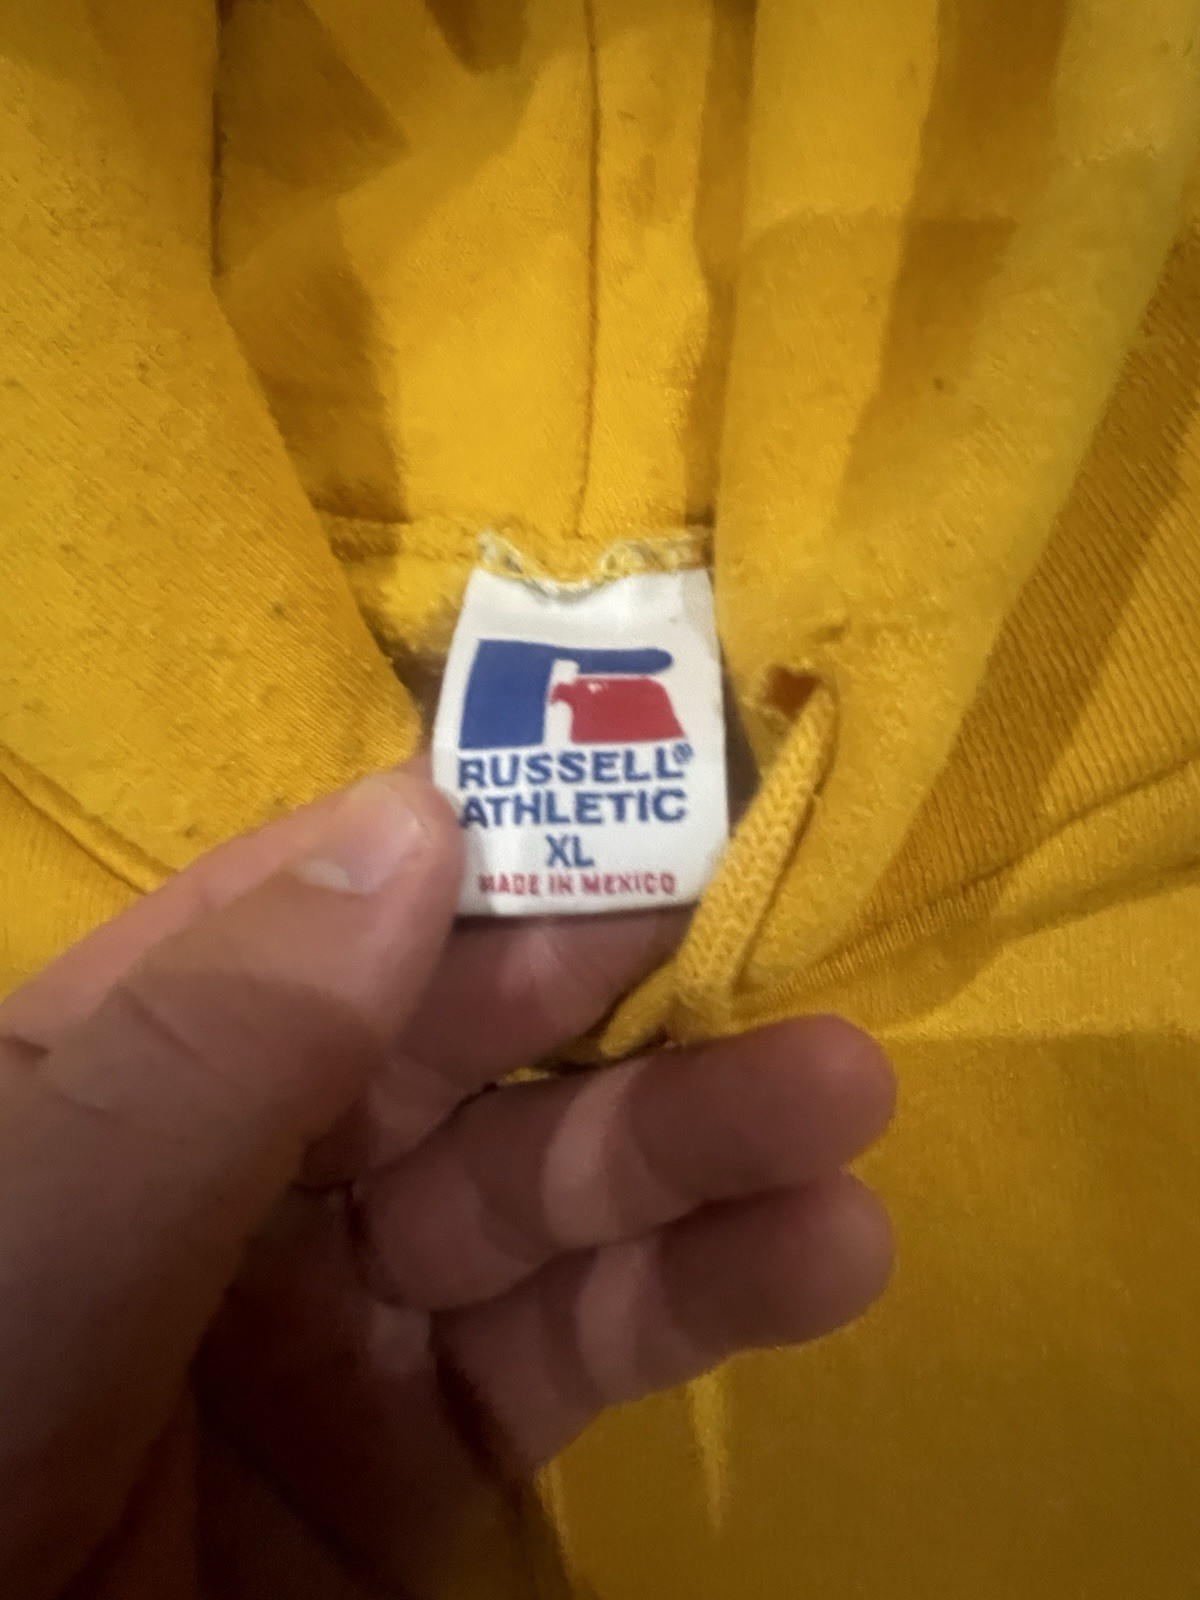 RUSSELL®
ATHLETIC
XL
MADE IN MEXICO